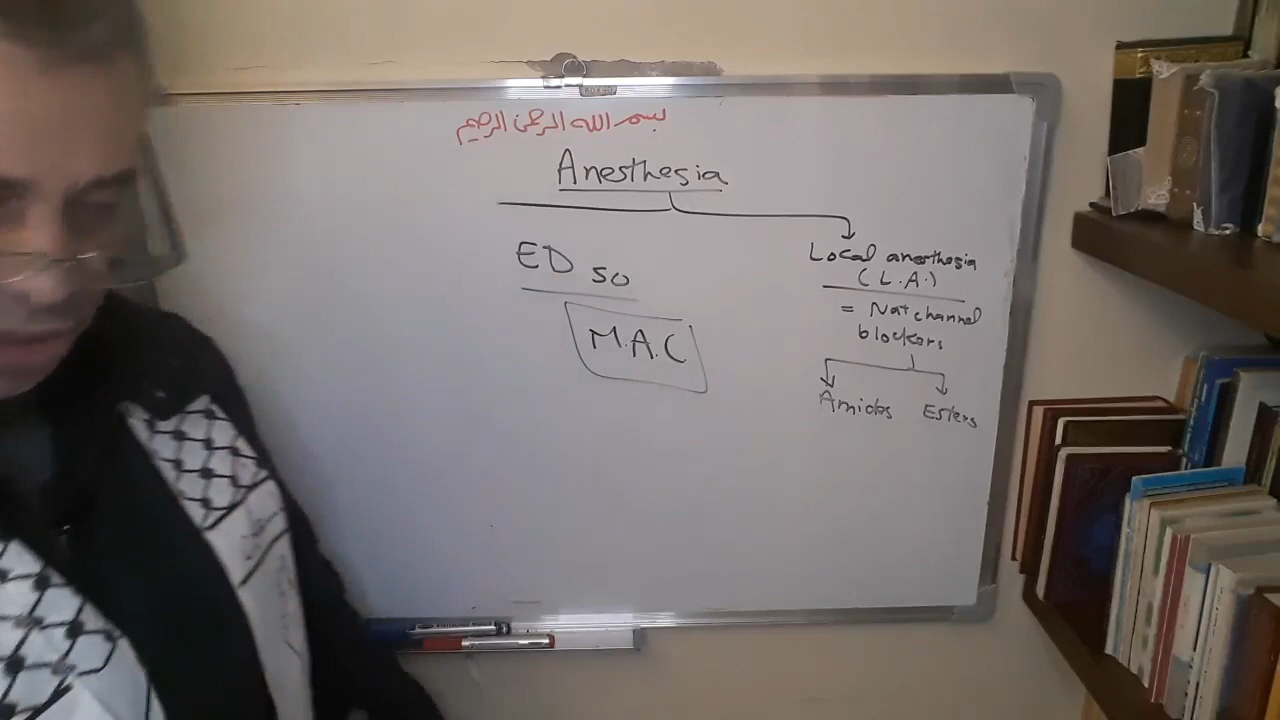 بسم الله الرحمن الرحيم
Anesthesia
ED 50
M.A.C
Local anesthesia
(L.A.)
= Na+ channel
blockers
Amides Esters